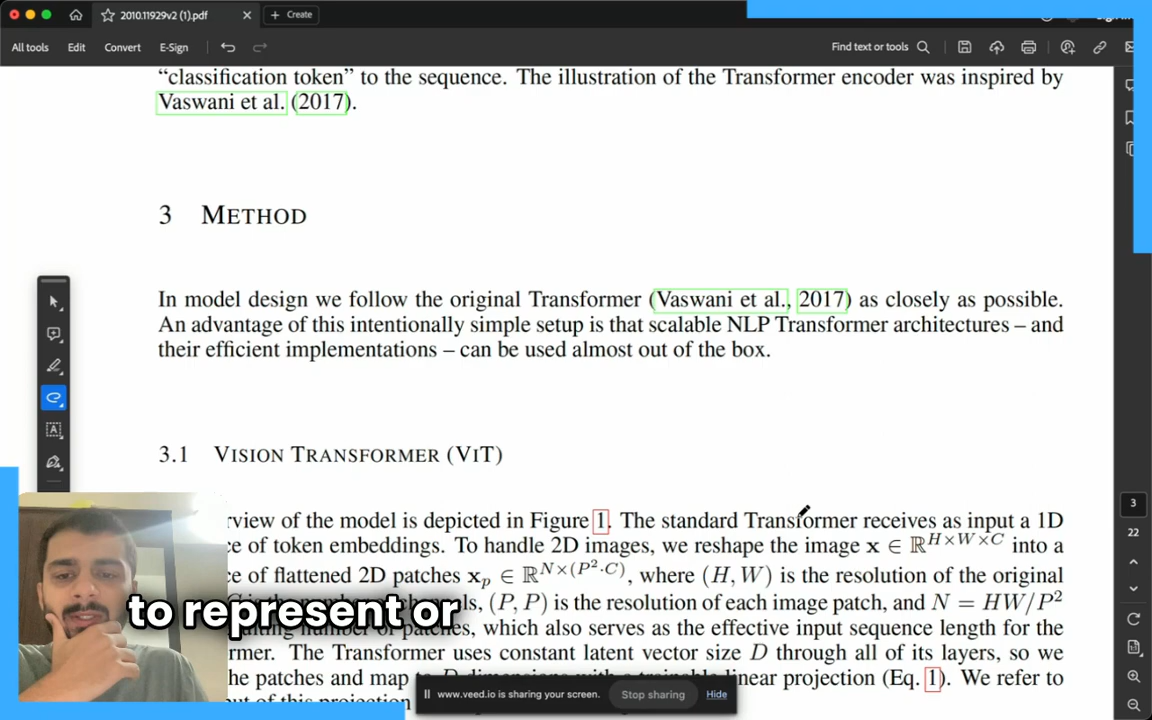 2010.11929v2 (1).pdf
Create
All tools Edit Convert E-Sign Find text or tools
“classification token” to the sequence. The illustration of the Transformer encoder was inspired by
Vaswani et al. (2017).
3 METHOD
In model design we follow the original Transformer (Vaswani et al., 2017) as closely as possible.
An advantage of this intentionally simple setup is that scalable NLP Transformer architectures – and
their efficient implementations – can be used almost out of the box.
3.1 VISION TRANSFORMER (VIT)
rview of the model is depicted in Figure 1. The standard Transformer receives as input a 1D
ce of token embeddings. To handle 2D images, we reshape the image x ∈ ℝ^{H×W×C} into a
ce of flattened 2D patches x_p ∈ ℝ^{N×(P²·C)}, where (H, W) is the resolution of the original
(P, P) is the resolution of each image patch, and N = HW/P²
to represent or
patches, which also serves as the effective input sequence length for the
rmer. The Transformer uses constant latent vector size D through all of its layers, so we
he patches and map linear projection (Eq. 1). We refer to
of this projection
www.veed.io is sharing your screen. Stop sharing Hide
3
22